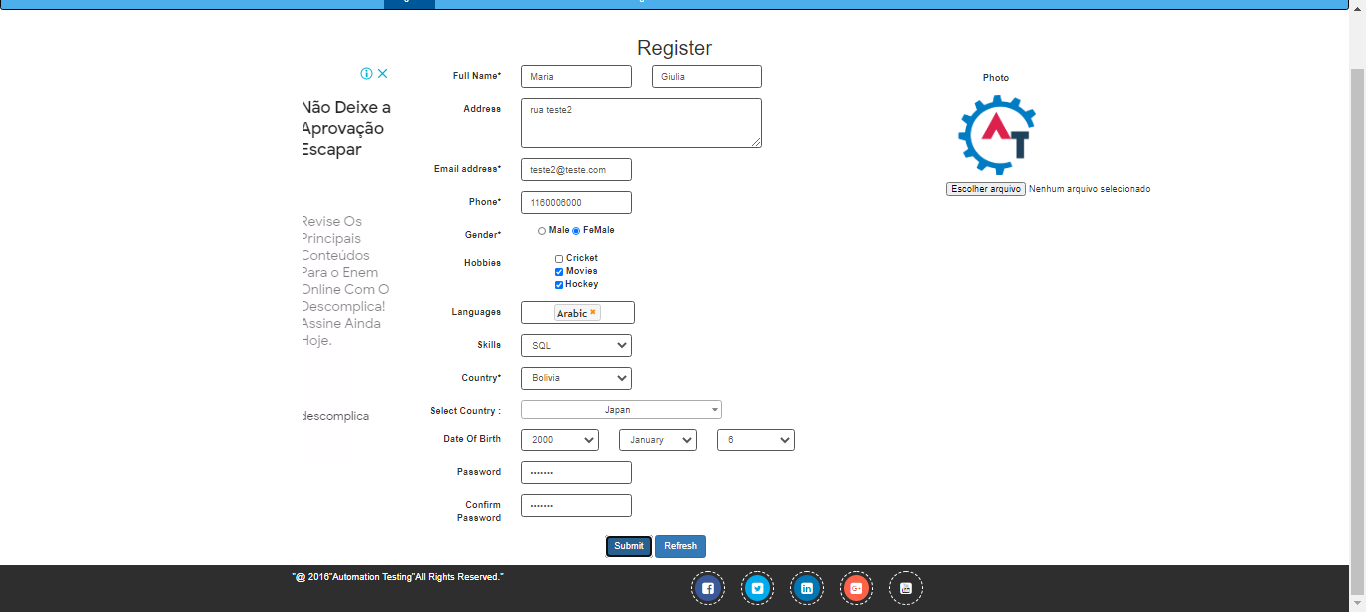 Register
Não Deixe a
Aprovação
Escapar
Revise Os
Principais
Conteúdos
Para o Enem
Online Com O
Descomplica!
Assine Ainda
Hoje.
descomplica
Full Name* Maria Giulia
Address rua teste2
Email address* teste2@teste.com
Phone* 1160006000
Gender* Male FeMale
Hobbies Cricket
Movies
Hockey
Languages Arabic
Skills SQL
Country* Bolivia
Select Country : Japan
Date Of Birth 2000 January 6
Password •••••••
Confirm
Password •••••••
Submit Refresh
Photo
AT
Escolher arquivo Nenhum arquivo selecionado
"@ 2016"Automation Testing"All Rights Reserved."